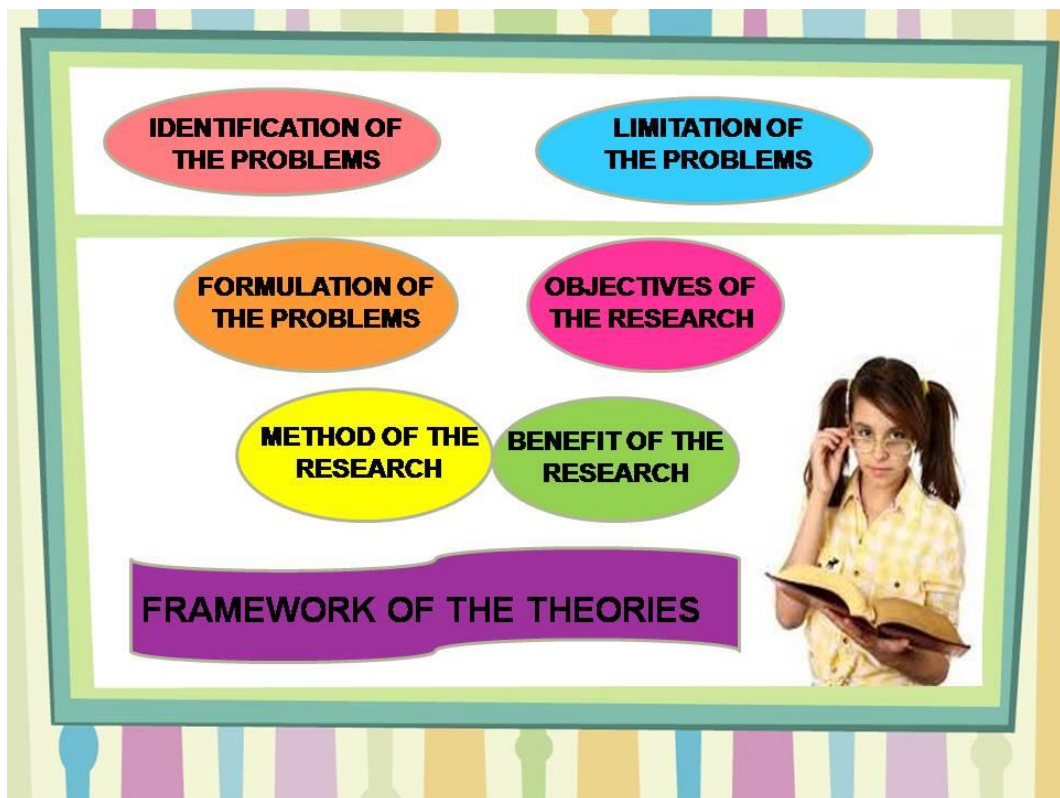 IDENTIFICATION OF
THE PROBLEMS
LIMITATION OF
THE PROBLEMS
FORMULATION OF
THE PROBLEMS
OBJECTIVES OF
THE RESEARCH
METHOD OF THE
RESEARCH
BENEFIT OF THE
RESEARCH
FRAMEWORK OF THE THEORIES